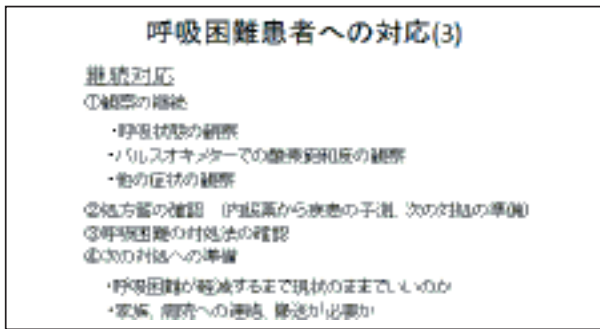 呼吸困難患者への対応(3)
継続対応
①観察の継続
・呼吸状態の観察
・パルスオキメターでの酸素飽和度の観察
・他の症状の観察
②処方箋の確認 (内服薬から疾患の予測、次の対処の準備)
③呼吸困難の対処法の確認
④次の対処への準備
・呼吸困難が軽減するまで現状のままでいいのか
・家族、病院への連絡、搬送が必要か